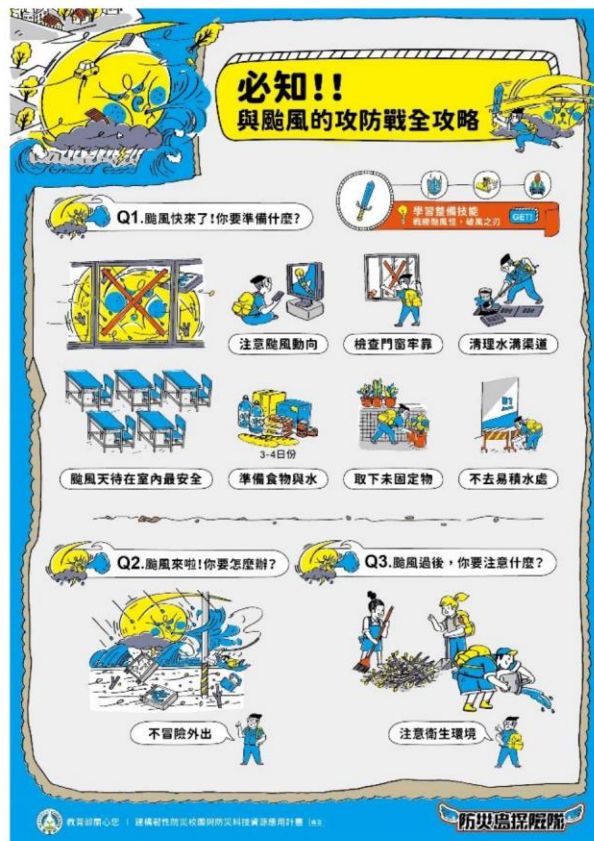 必知!!
與颱風的攻防戰全攻略
Q1.颱風快來了!你要準備什麼?
學習整備技能
GET!
注意颱風動向
檢查門窗牢靠
清理水溝渠道
颱風天待在室內最安全
3-4日份
準備食物與水
取下未固定物
不去易積水處
Q2.颱風來啦!你要怎麼辦?
Q3.颱風過後,你要注意什麼?
不冒險外出
注意衛生環境
教育部關心您 | 建構韌性防災校園與防災科技資源應用計畫
防災島探險隊